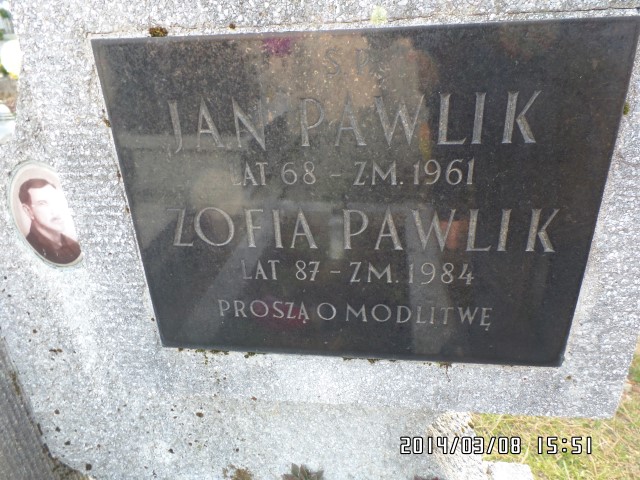 Ś.P.
JAN PAWLIK
LAT 68 - ZM. 1961
ZOFIA PAWLIK
LAT 87 - ZM. 1984
PROSZĄ O MODLITWĘ
2014/03/08 15:51